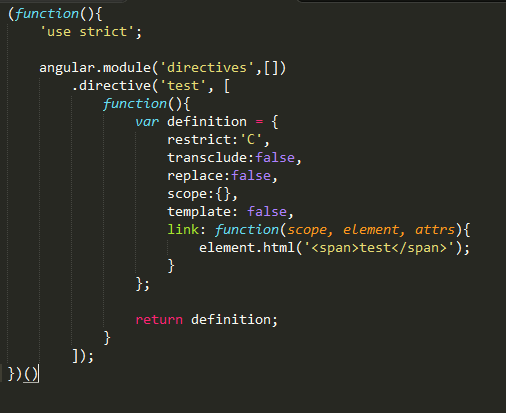 (function(){
    'use strict';

    angular.module('directives',[])
        .directive('test', [
            function(){
                var definition = {
                    restrict:'C',
                    transclude:false,
                    replace:false,
                    scope:{},
                    template: false,
                    link: function(scope, element, attrs){
                        element.html('<span>test</span>');
                    }
                };

                return definition;
            }
        ]);
})()